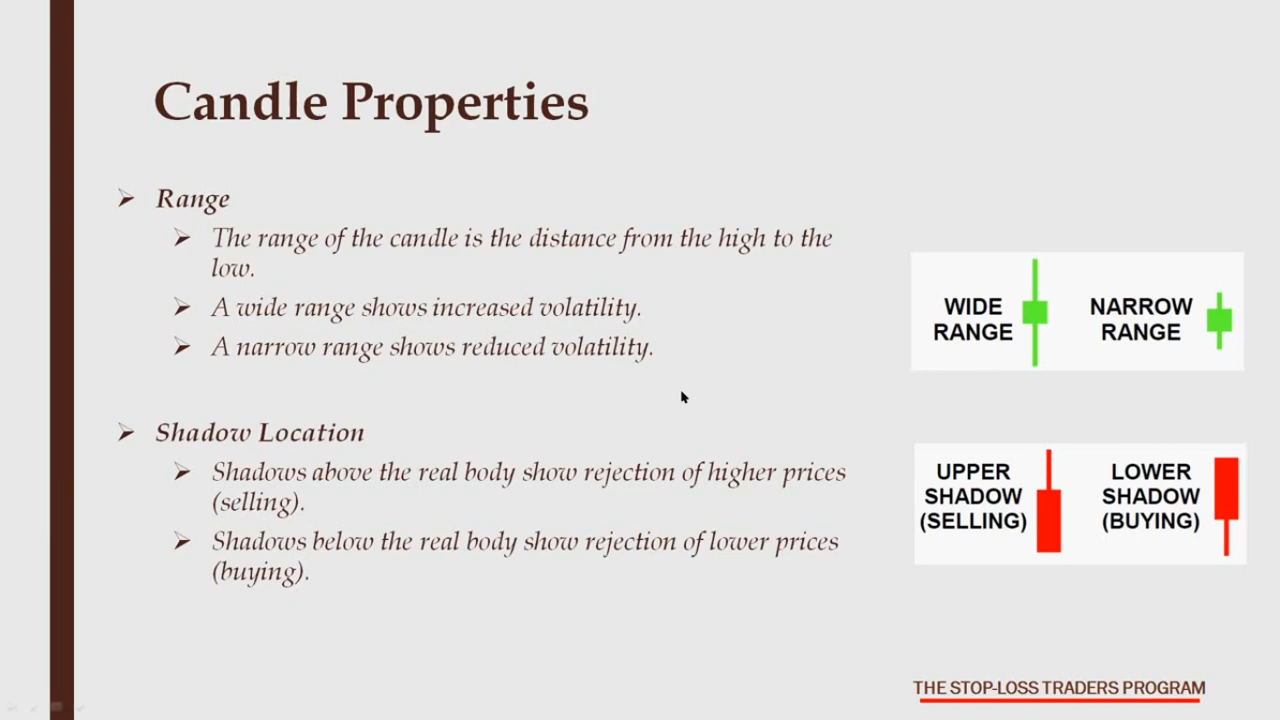 Candle Properties
Range
The range of the candle is the distance from the high to the
low.
A wide range shows increased volatility.
A narrow range shows reduced volatility.
WIDE
RANGE
NARROW
RANGE
Shadow Location
Shadows above the real body show rejection of higher prices
(selling).
Shadows below the real body show rejection of lower prices
(buying).
UPPER
SHADOW
(SELLING)
LOWER
SHADOW
(BUYING)
THE STOP-LOSS TRADERS PROGRAM